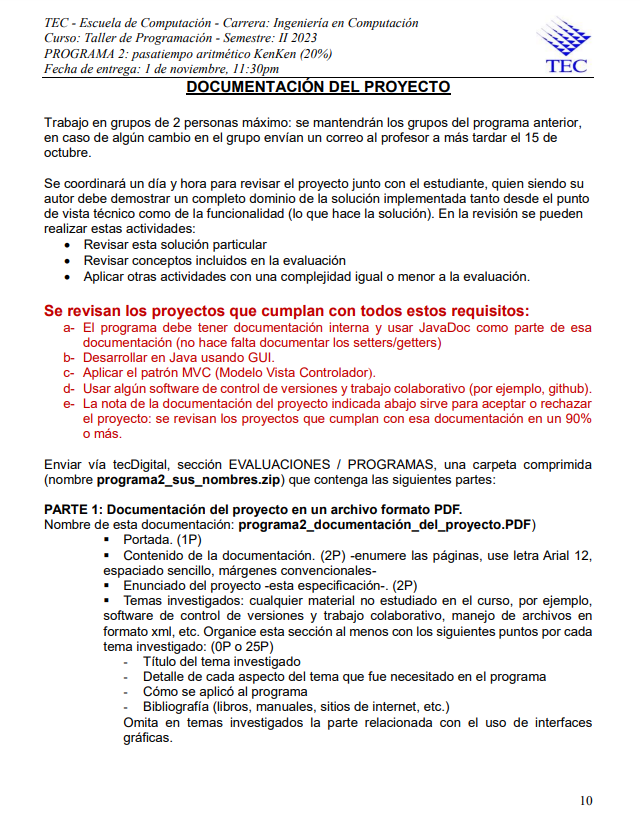 TEC - Escuela de Computación - Carrera: Ingeniería en Computación
Curso: Taller de Programación - Semestre: II 2023
PROGRAMA 2: pasatiempo aritmético KenKen (20%)
Fecha de entrega: 1 de noviembre, 11:30pm
TEC
DOCUMENTACIÓN DEL PROYECTO
Trabajo en grupos de 2 personas máximo: se mantendrán los grupos del programa anterior,
en caso de algún cambio en el grupo envían un correo al profesor a más tardar el 15 de
octubre.
Se coordinará un día y hora para revisar el proyecto junto con el estudiante, quien siendo su
autor debe demostrar un completo dominio de la solución implementada tanto desde el punto
de vista técnico como de la funcionalidad (lo que hace la solución). En la revisión se pueden
realizar estas actividades:
• Revisar esta solución particular
• Revisar conceptos incluidos en la evaluación
• Aplicar otras actividades con una complejidad igual o menor a la evaluación.
Se revisan los proyectos que cumplan con todos estos requisitos:
a- El programa debe tener documentación interna y usar JavaDoc como parte de esa
documentación (no hace falta documentar los setters/getters)
b- Desarrollar en Java usando GUI.
c- Aplicar el patrón MVC (Modelo Vista Controlador).
d- Usar algún software de control de versiones y trabajo colaborativo (por ejemplo, github).
e- La nota de la documentación del proyecto indicada abajo sirve para aceptar o rechazar
el proyecto: se revisan los proyectos que cumplan con esa documentación en un 90%
o más.
Enviar vía tecDigital, sección EVALUACIONES / PROGRAMAS, una carpeta comprimida
(nombre programa2_sus_nombres.zip) que contenga las siguientes partes:
PARTE 1: Documentación del proyecto en un archivo formato PDF.
Nombre de esta documentación: programa2_documentación_del_proyecto.PDF)
▪ Portada. (1P)
▪ Contenido de la documentación. (2P) -enumere las páginas, use letra Arial 12,
espaciado sencillo, márgenes convencionales-
▪ Enunciado del proyecto -esta especificación-. (2P)
▪ Temas investigados: cualquier material no estudiado en el curso, por ejemplo,
software de control de versiones y trabajo colaborativo, manejo de archivos en
formato xml, etc. Organice esta sección al menos con los siguientes puntos por cada
tema investigado: (0P o 25P)
- Título del tema investigado
- Detalle de cada aspecto del tema que fue necesitado en el programa
- Cómo se aplicó al programa
- Bibliografía (libros, manuales, sitios de internet, etc.)
Omita en temas investigados la parte relacionada con el uso de interfaces
gráficas.
10